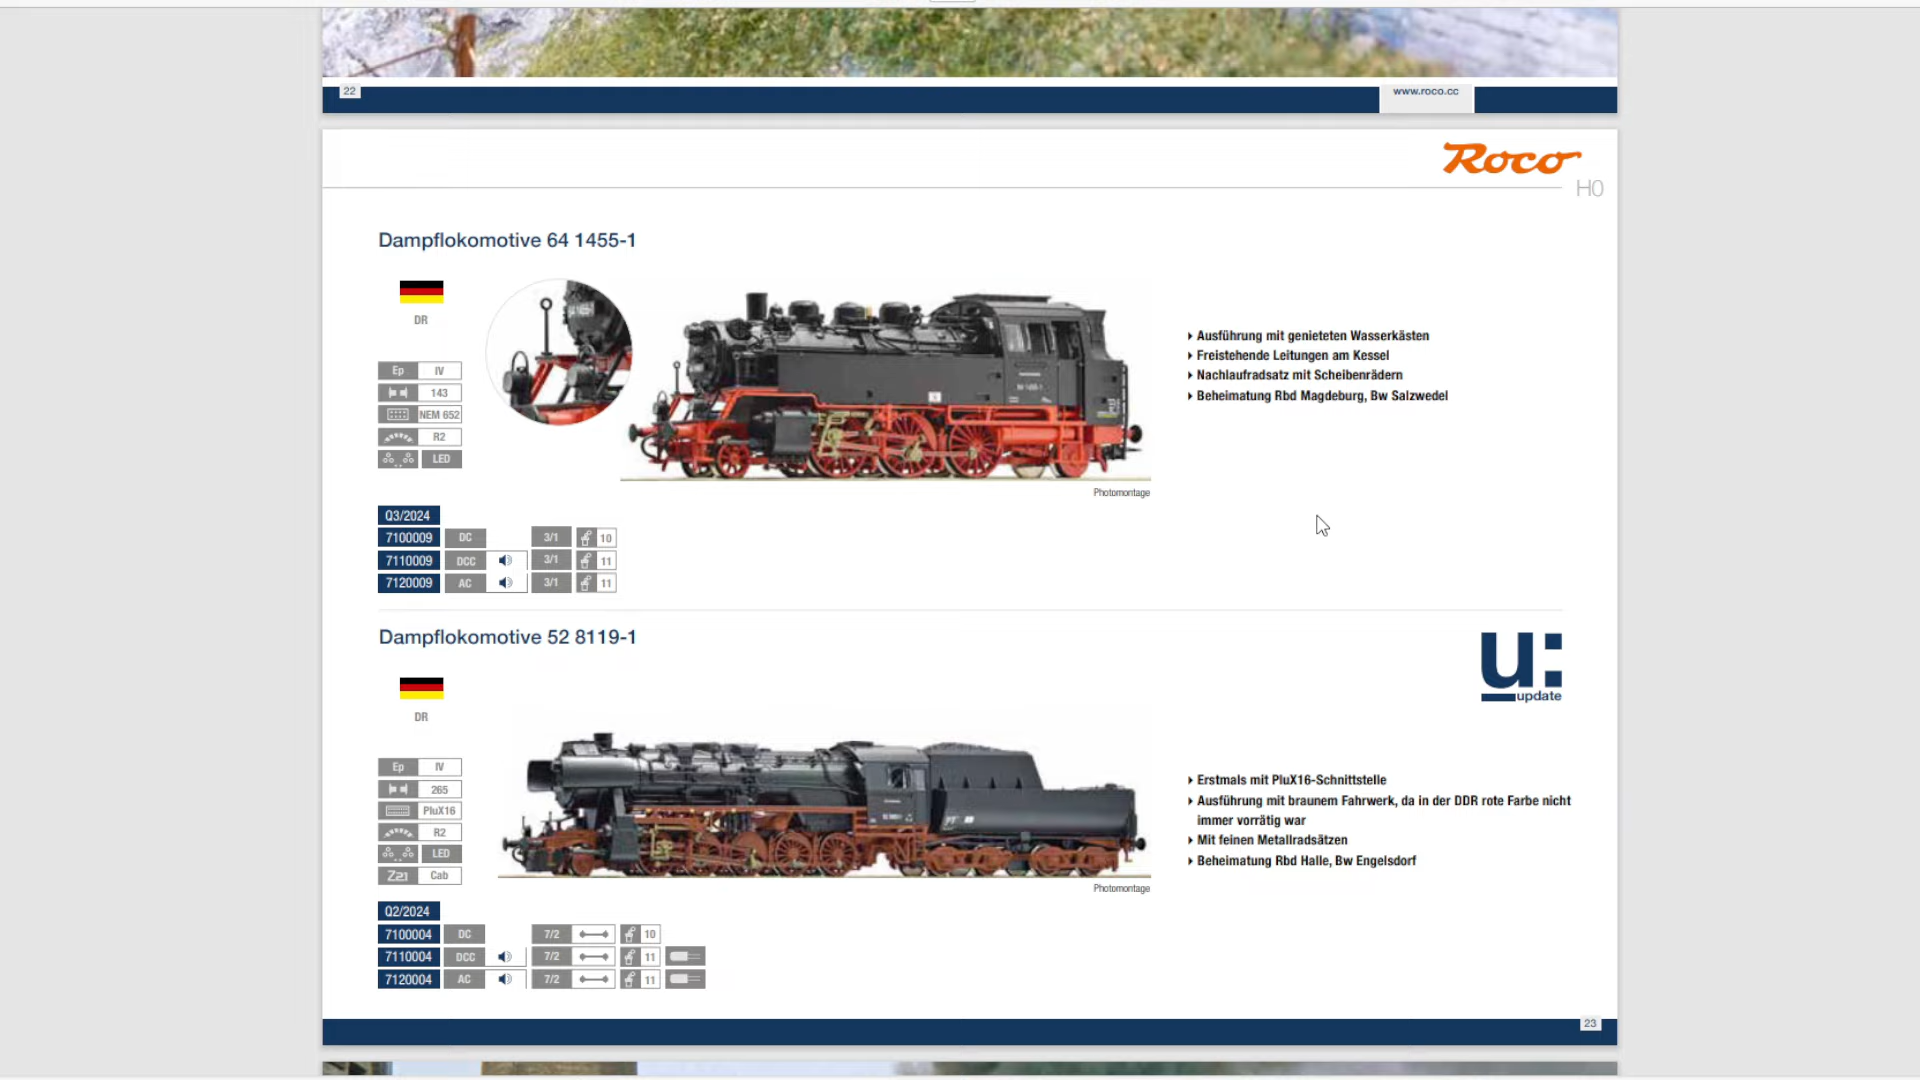 22
www.roco.cc
Roco
H0
Dampflokomotive 64 1455-1
DR
Ep IV
143
NEM 652
R2
LED
Ausführung mit genieteten Wasserkästen
Freistehende Leitungen am Kessel
Nachlaufradsatz mit Scheibenrädern
Beheimatung Rbd Magdeburg, Bw Salzwedel
Photomontage
Q3/2024
7100009 DC 3/1 10
7110009 DCC 3/1 11
7120009 AC 3/1 11
Dampflokomotive 52 8119-1
u:
update
DR
Ep IV
265
PluX16
R2
LED
Z21 Cab
Erstmals mit PluX16-Schnittstelle
Ausführung mit braunem Fahrwerk, da in der DDR rote Farbe nicht
immer vorrätig war
Mit feinen Metallradsätzen
Beheimatung Rbd Halle, Bw Engelsdorf
Photomontage
Q2/2024
7100004 DC 7/2 10
7110004 DCC 7/2 11
7120004 AC 7/2 11
23